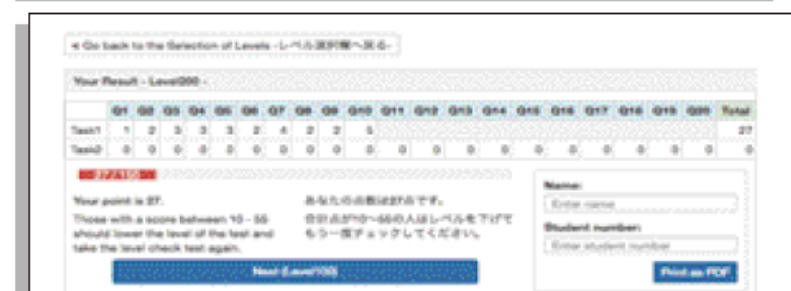 ◄ Go back to the Selection of Levels -レベル選択欄へ戻る-
Your Result - Level200 -
Q1 Q2 Q3 Q4 Q5 Q6 Q7 Q8 Q9 Q10 Q11 Q12 Q13 Q14 Q15 Q16 Q17 Q18 Q19 Q20 Total
Task1 1 2 3 3 3 2 4 2 2 5 27
Task2 0 0 0 0 0 0 0 0 0 0 0 0 0 0 0 0 0 0 0 0 0
27/150
Your point is 27.
Those with a score between 10 - 55
should lower the level of the test and
take the level check test again.
あなたの点数は27点です。
合計点が10~55の人はレベルを下げて
もう一度チェックしてください。
Next (Level100)
Name:
Enter name
Student number:
Enter student number
Print as PDF